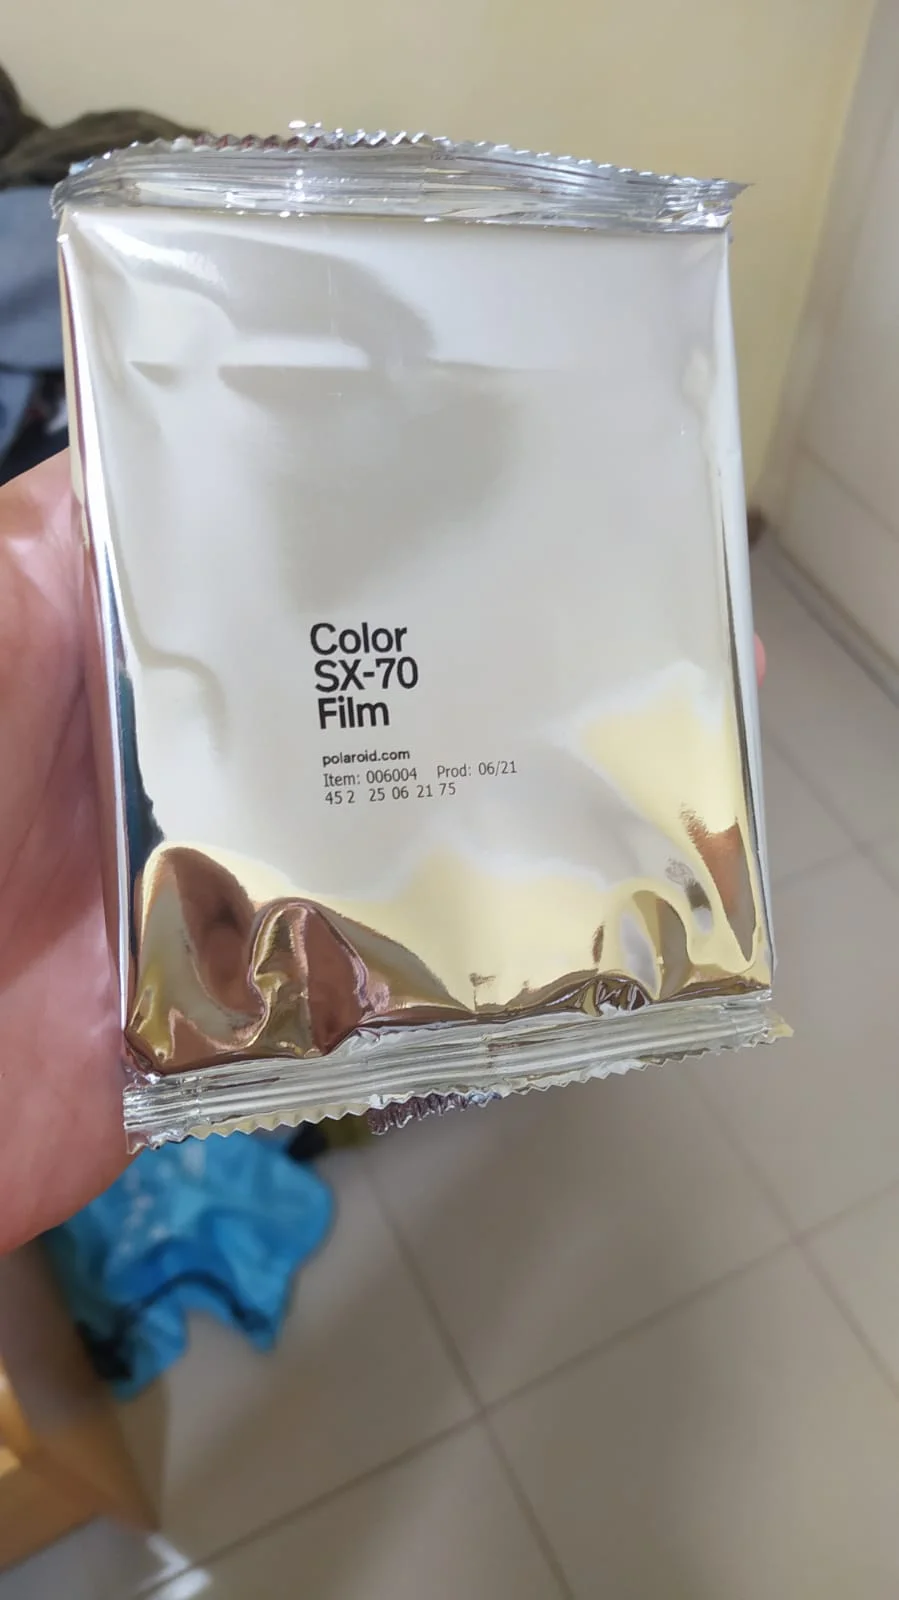 Color
SX-70
Film
polaroid.com
Item: 006004 Prod: 06/21
45 2 25 06 21 75